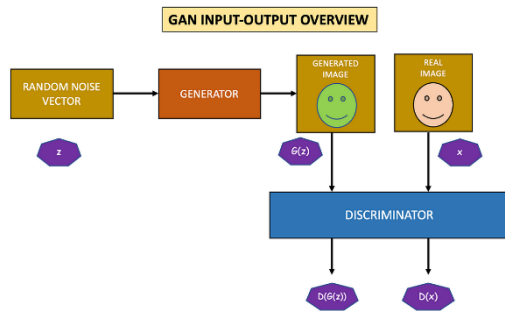 GAN INPUT-OUTPUT OVERVIEW
RANDOM NOISE
VECTOR
GENERATOR
GENERATED
IMAGE
REAL
IMAGE
z
G(z)
x
DISCRIMINATOR
D(G(z))
D(x)